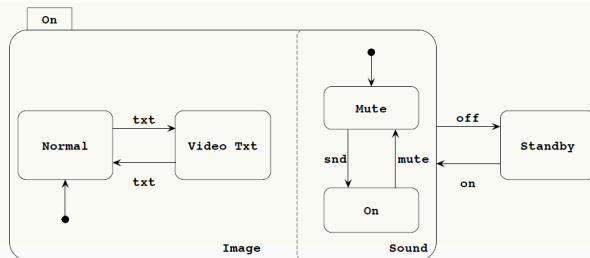 On
txt
Normal
Video Txt
txt
Image
Mute
snd
mute
On
Sound
off
Standby
on